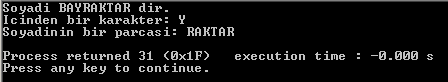 Soyadi BAYRAKTAR dir.
Icinden bir karakter: Y
Soyadinin bir parcasi: RAKTAR
Process returned 31 (0x1F)   execution time : -0.000 s
Press any key to continue.